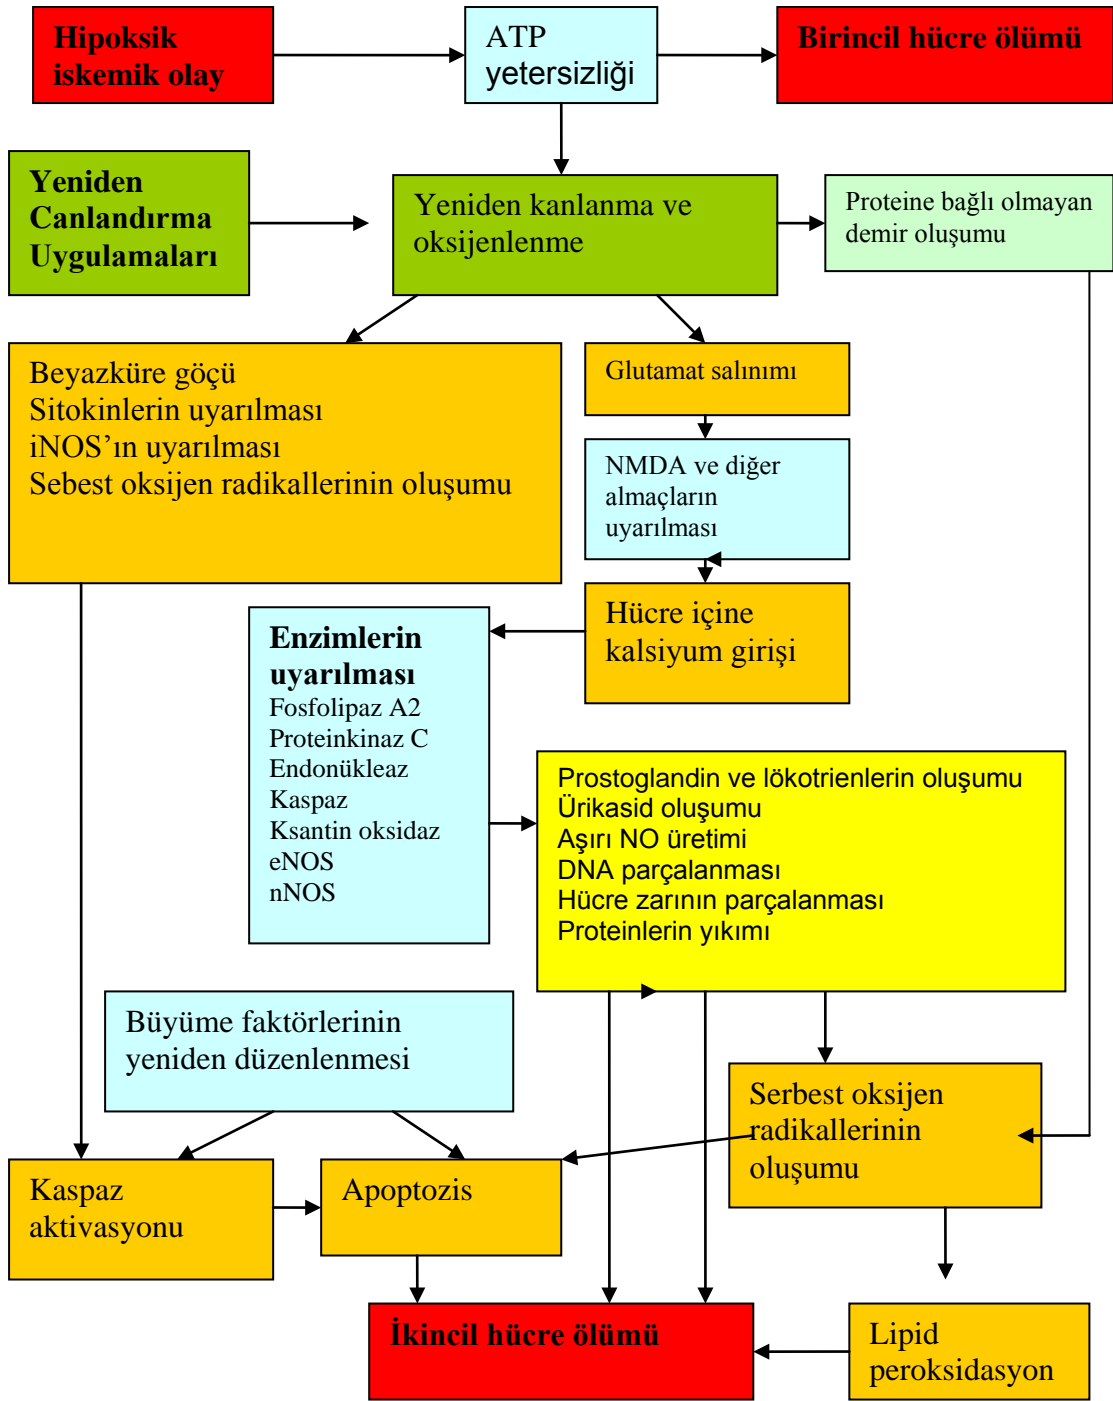 Hipoksik
iskemik olay
ATP
yetersizliği
Birincil hücre ölümü
Yeniden
Canlandırma
Uygulamaları
Yeniden kanlanma ve
oksijenlenme
Proteine bağlı olmayan
demir oluşumu
Beyazküre göçü
Sitokinlerin uyarılması
iNOS’ın uyarılması
Sebest oksijen radikallerinin oluşumu
Glutamat salınımı
NMDA ve diğer
almaçların
uyarılması
Hücre içine
kalsiyum girişi
Enzimlerin
uyarılması
Fosfolipaz A2
Proteinkinaz C
Endonükleaz
Kaspaz
Ksantin oksidaz
eNOS
nNOS
Prostoglandin ve lökotrienlerin oluşumu
Ürikasid oluşumu
Aşırı NO üretimi
DNA parçalanması
Hücre zarının parçalanması
Proteinlerin yıkımı
Büyüme faktörlerinin
yeniden düzenlenmesi
Serbest oksijen
radikallerinin
oluşumu
Kaspaz
aktivasyonu
Apoptozis
İkincil hücre ölümü
Lipid
peroksidasyon